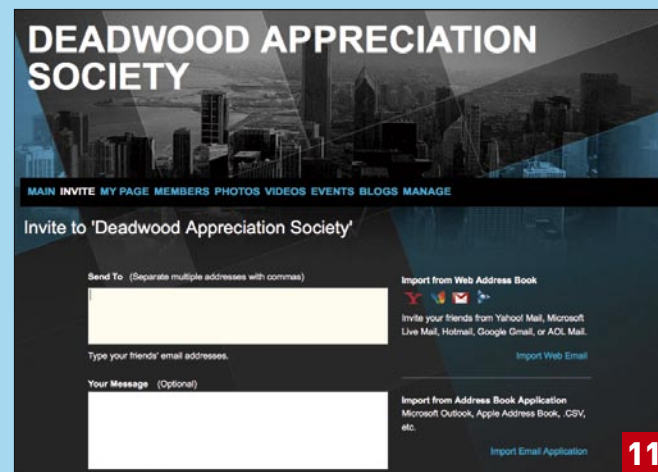 DEADWOOD APPRECIATION
SOCIETY
MAIN INVITE MY PAGE MEMBERS PHOTOS VIDEOS EVENTS BLOGS MANAGE
Invite to 'Deadwood Appreciation Society'
Send To (Separate multiple addresses with commas)
Type your friends' email addresses.
Your Message (Optional)
Import from Web Address Book
Invite your friends from Yahoo! Mail, Microsoft
Live Mail, Hotmail, Google Gmail, or AOL Mail.
Import Web Email
Import from Address Book Application
Microsoft Outlook, Apple Address Book, .CSV,
etc.
Import Email Application
11